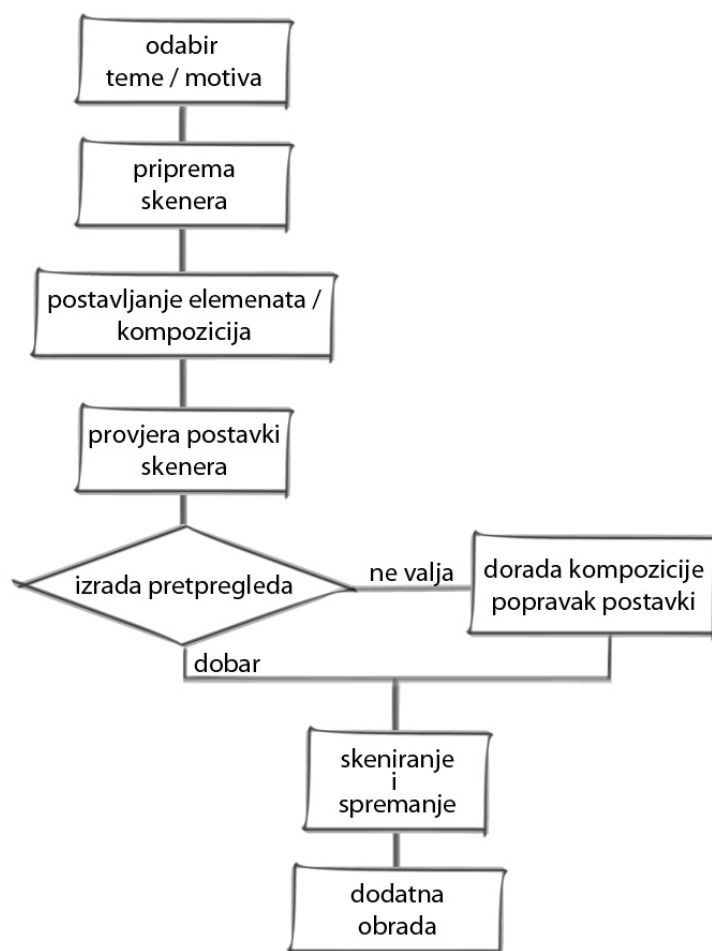 odabir
teme / motiva
priprema
skenera
postavljanje elemenata /
kompozicija
provjera postavki
skenera
izrada pretpregleda
ne valja
dorada kompozicije
popravak postavki
dobar
skeniranje
i
spremanje
dodatna
obrada